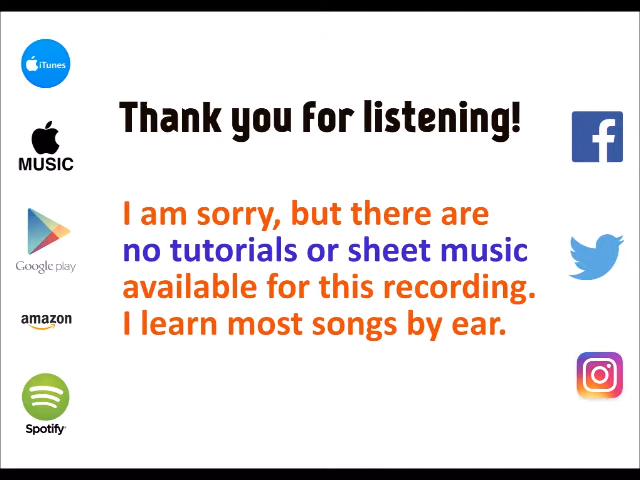 iTunes
Thank you for listening!
MUSIC
I am sorry, but there are
no tutorials or sheet music
Google play
available for this recording.
amazon
I learn most songs by ear.
Spotify